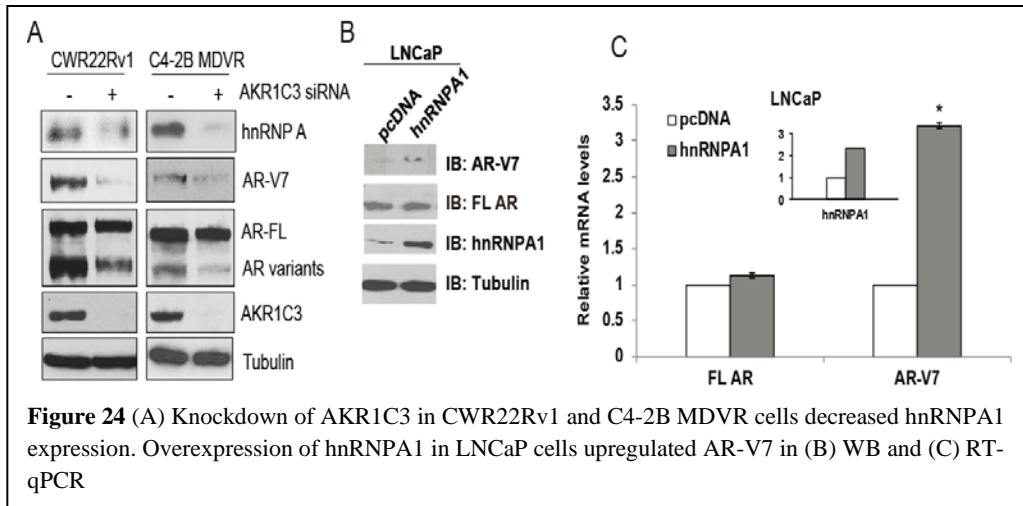 A
CWR22Rv1 C4-2B MDVR
- + - + AKR1C3 siRNA
hnRNP A
AR-V7
AR-FL
AR variants
AKR1C3
Tubulin
B
LNCaP
pcDNA hnRNPA1
IB: AR-V7
IB: FL AR
IB: hnRNPA1
IB: Tubulin
C
Relative mRNA levels
3.5
3
2.5
2
1.5
1
0.5
0
pcDNA
hnRNPA1
LNCaP
3
2
1
0
hnRNPA1
*
FL AR AR-V7
Figure 24 (A) Knockdown of AKR1C3 in CWR22Rv1 and C4-2B MDVR cells decreased hnRNPA1
expression. Overexpression of hnRNPA1 in LNCaP cells upregulated AR-V7 in (B) WB and (C) RT-
qPCR